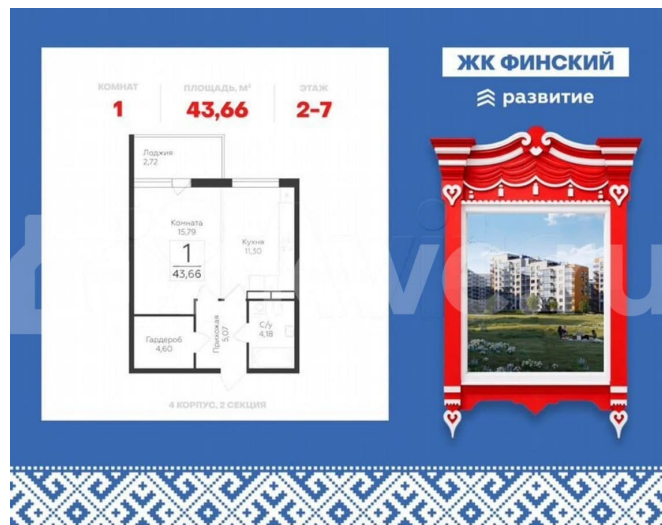 КОМНАТ
1
ПЛОЩАДЬ, М²
43,66
ЭТАЖ
2-7
Лоджия
2,72
Комната
15,79
1
43,66
Кухня
11,30
Прихожая
5,07
С/у
4,18
Гардероб
4,60
4 КОРПУС, 2 СЕКЦИЯ
ЖК ФИНСКИЙ
развитие